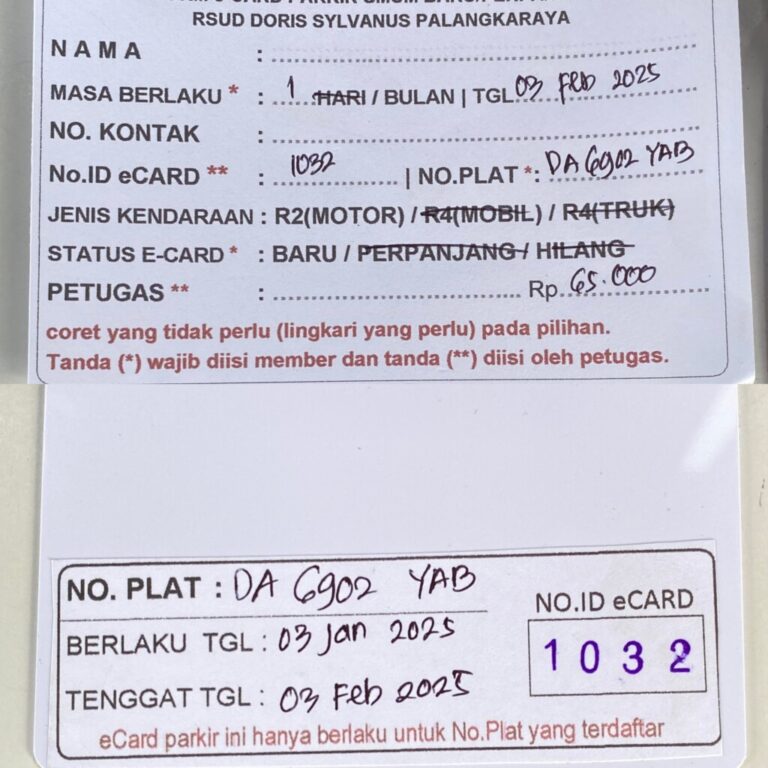 RSUD DORIS SYLVANUS PALANGKARAYA
NAMA : ...............
MASA BERLAKU * : 1 HARI / BULAN | TGL 03 Feb 2025
NO. KONTAK : ...............
No.ID eCARD ** : 1032 | NO.PLAT *: DA 6902 YAB
JENIS KENDARAAN : R2(MOTOR) / R4(MOBIL) / R4(TRUK)
STATUS E-CARD * : BARU / PERPANJANG / HILANG
PETUGAS ** : ............... Rp. 65.000
coret yang tidak perlu (lingkari yang perlu) pada pilihan.
Tanda (*) wajib diisi member dan tanda (**) diisi oleh petugas.
NO. PLAT : DA 6902 YAB
BERLAKU TGL : 03 Jan 2025
TENGGAT TGL : 03 Feb 2025
NO.ID eCARD
1032
eCard parkir ini hanya berlaku untuk No.Plat yang terdaftar